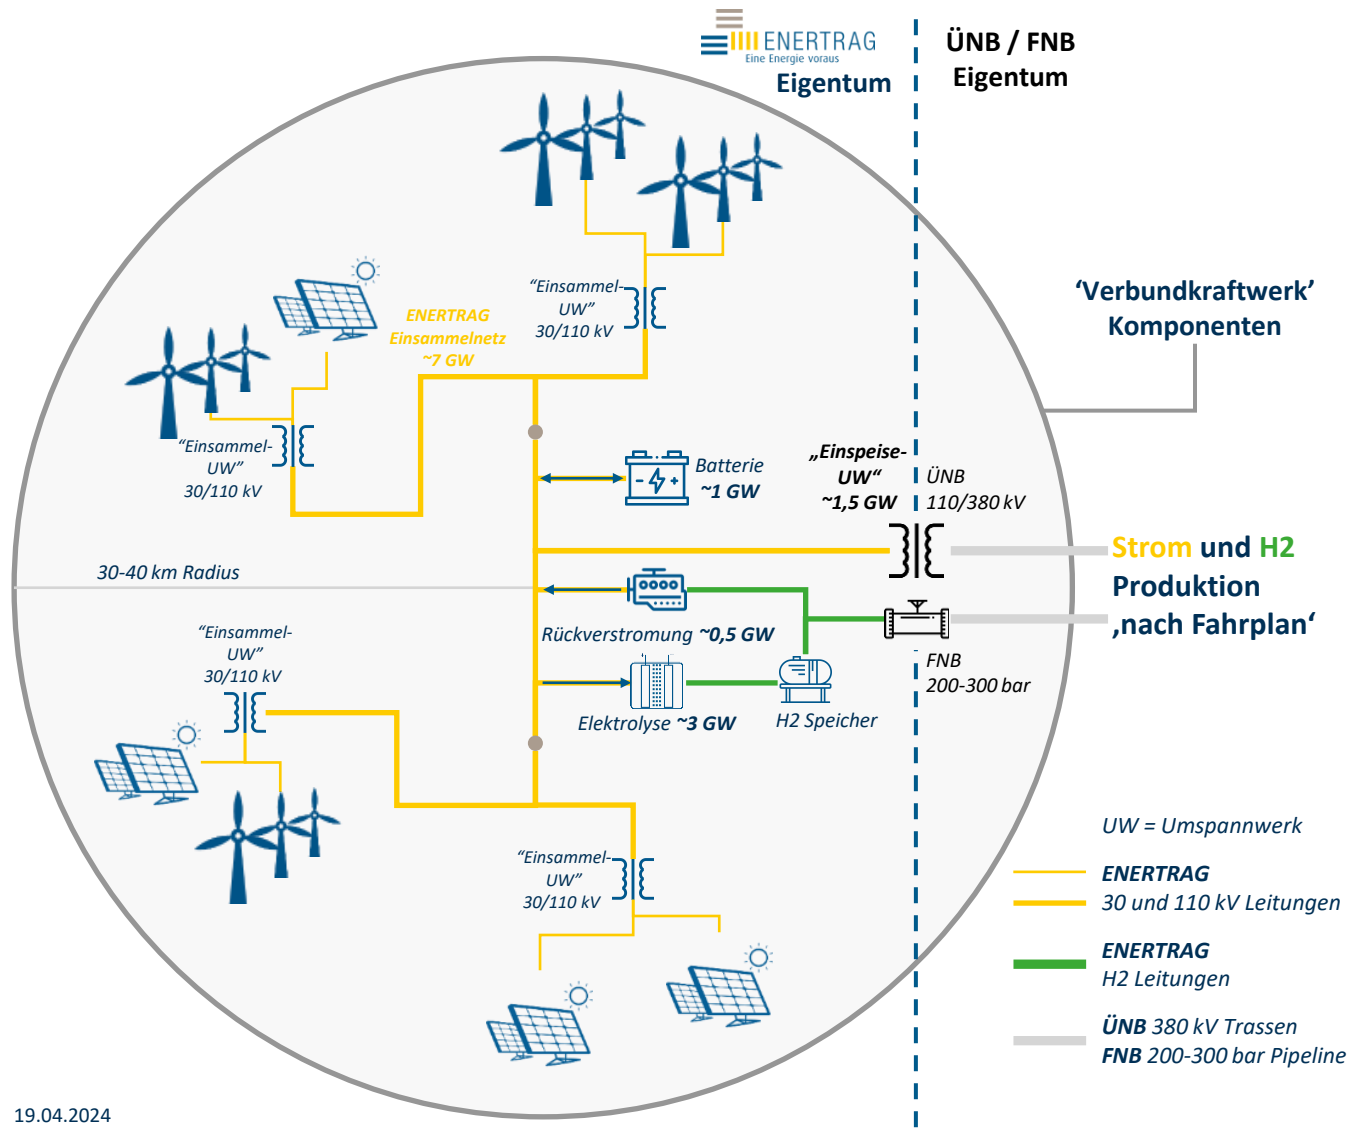 ENERTRAG
Eine Energie voraus
Eigentum
ÜNB / FNB
Eigentum
‘Verbundkraftwerk’
Komponenten
“Einsammel-
UW”
30/110 kV
ENERTRAG
Einsammelnetz
~7 GW
“Einsammel-
UW”
30/110 kV
Batterie
~1 GW
„Einspeise-
UW“
~1,5 GW
ÜNB
110/380 kV
Strom und H2
Produktion
‚nach Fahrplan‘
30-40 km Radius
Rückverstromung ~0,5 GW
Elektrolyse ~3 GW
H2 Speicher
FNB
200-300 bar
“Einsammel-
UW”
30/110 kV
“Einsammel-
UW”
30/110 kV
UW = Umspannwerk
ENERTRAG
30 und 110 kV Leitungen
ENERTRAG
H2 Leitungen
ÜNB 380 kV Trassen
FNB 200-300 bar Pipeline
19.04.2024